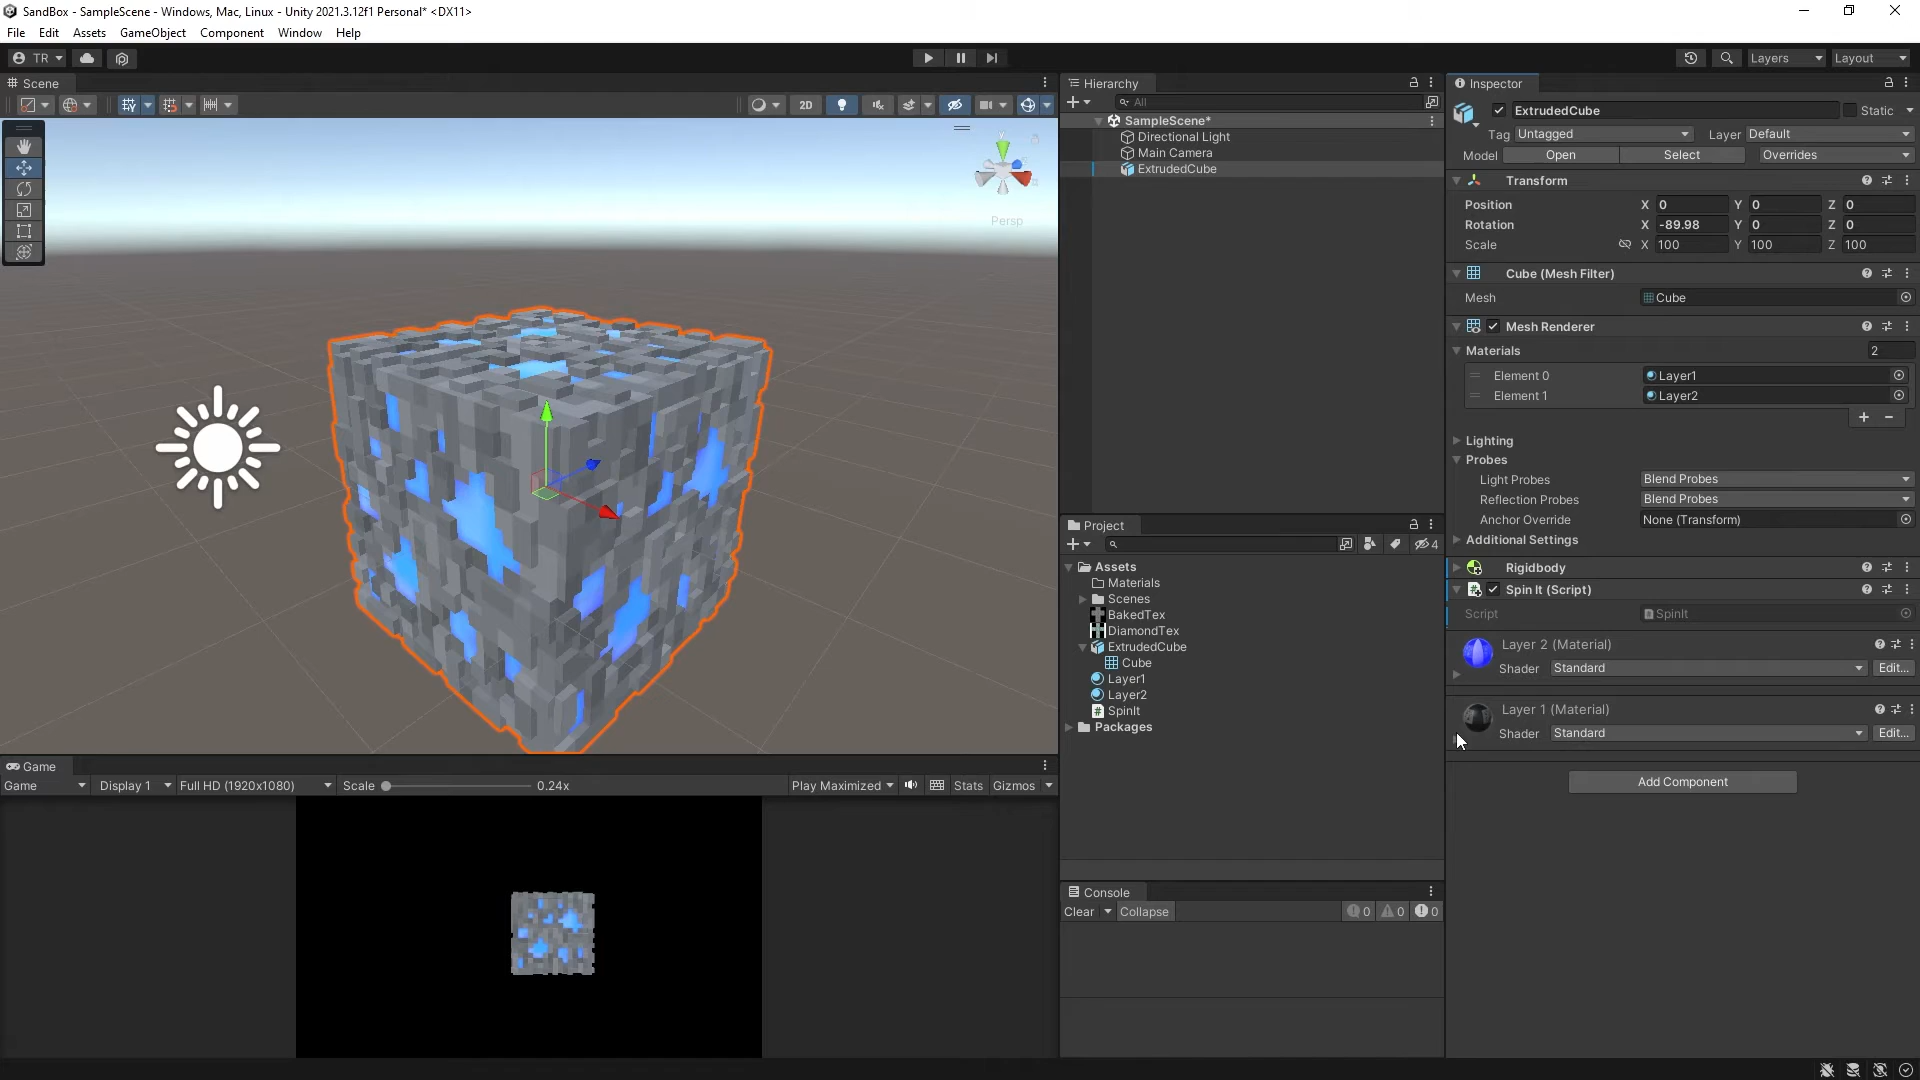 SandBox - SampleScene - Windows, Mac, Linux - Unity 2021.3.12f1 Personal* <DX11>
File Edit Assets GameObject Component Window Help
TR Layers Layout
Scene
2D
Y
Persp
Hierarchy
All
SampleScene*
Directional Light
Main Camera
ExtrudedCube
Project
4
Assets
Materials
Scenes
BakedTex
DiamondTex
ExtrudedCube
Cube
Layer1
Layer2
SpinIt
Packages
Console
Clear Collapse 0 0 0
Inspector
ExtrudedCube Static
Tag Untagged Layer Default
Model Open Select Overrides
Transform
Position X 0 Y 0 Z 0
Rotation X -89.98 Y 0 Z 0
Scale X 100 Y 100 Z 100
Cube (Mesh Filter)
Mesh Cube
Mesh Renderer
Materials 2
Element 0 Layer1
Element 1 Layer2
Lighting
Probes
Light Probes Blend Probes
Reflection Probes Blend Probes
Anchor Override None (Transform)
Additional Settings
Rigidbody
Spin It (Script)
Script SpinIt
Layer 2 (Material)
Shader Standard Edit...
Layer 1 (Material)
Shader Standard Edit...
Add Component
Game
Game Display 1 Full HD (1920x1080) Scale 0.24x Play Maximized Stats Gizmos